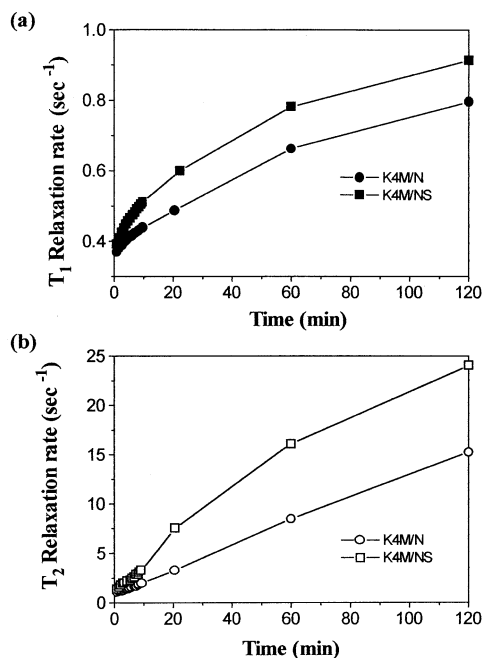 (a)
T₁ Relaxation rate (sec⁻¹)
1.0
0.8
0.6
0.4
K4M/N
K4M/NS
0 20 40 60 80 100 120
Time (min)
(b)
T₂ Relaxation rate (sec⁻¹)
25
20
15
10
5
0
K4M/N
K4M/NS
0 20 40 60 80 100 120
Time (min)